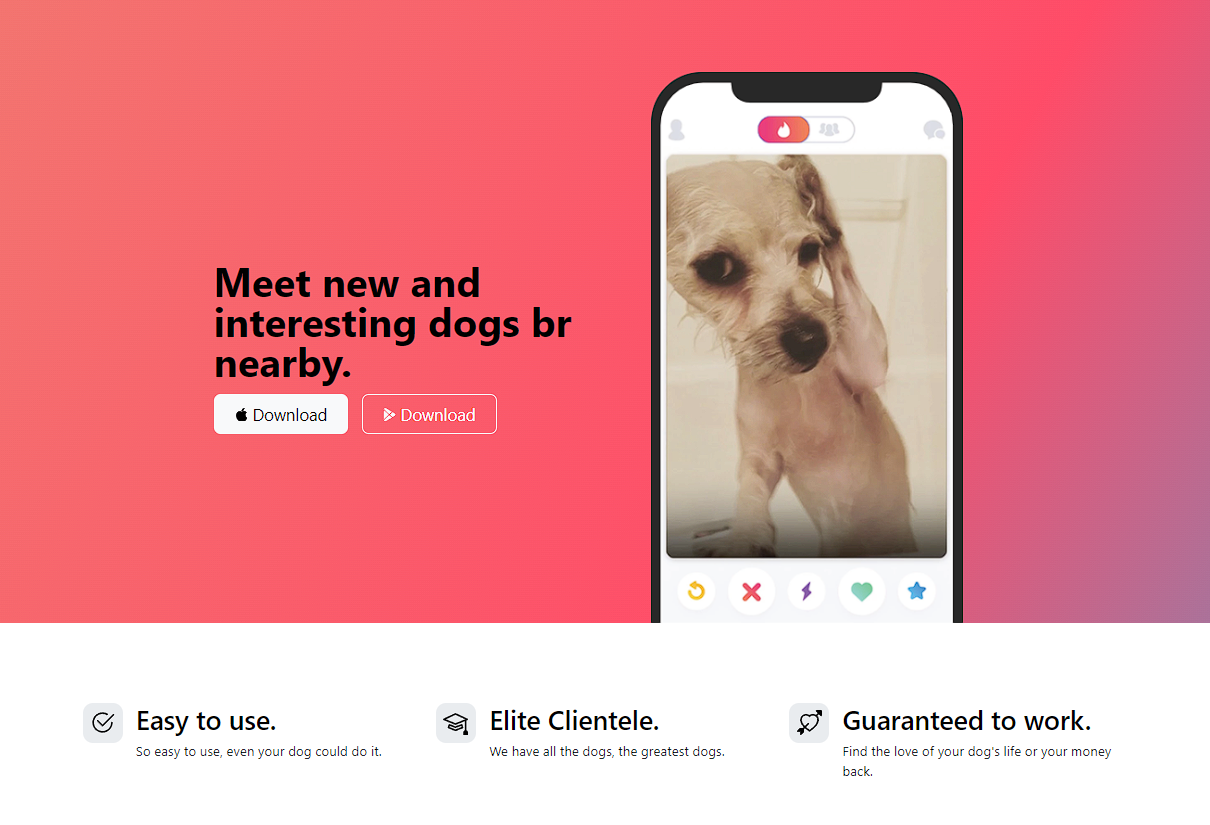 Meet new and
interesting dogs br
nearby.
Download
Download
Easy to use.
So easy to use, even your dog could do it.
Elite Clientele.
We have all the dogs, the greatest dogs.
Guaranteed to work.
Find the love of your dog's life or your money
back.